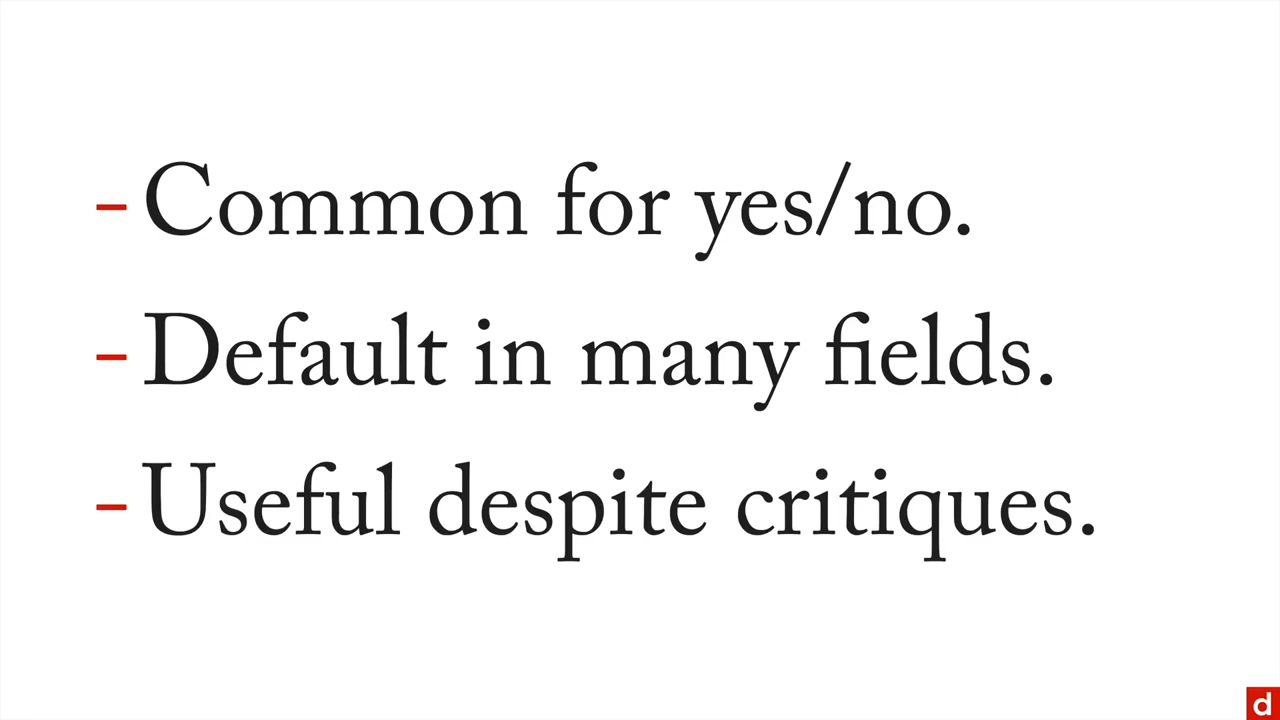 - Common for yes/no.
- Default in many fields.
- Useful despite critiques.
d